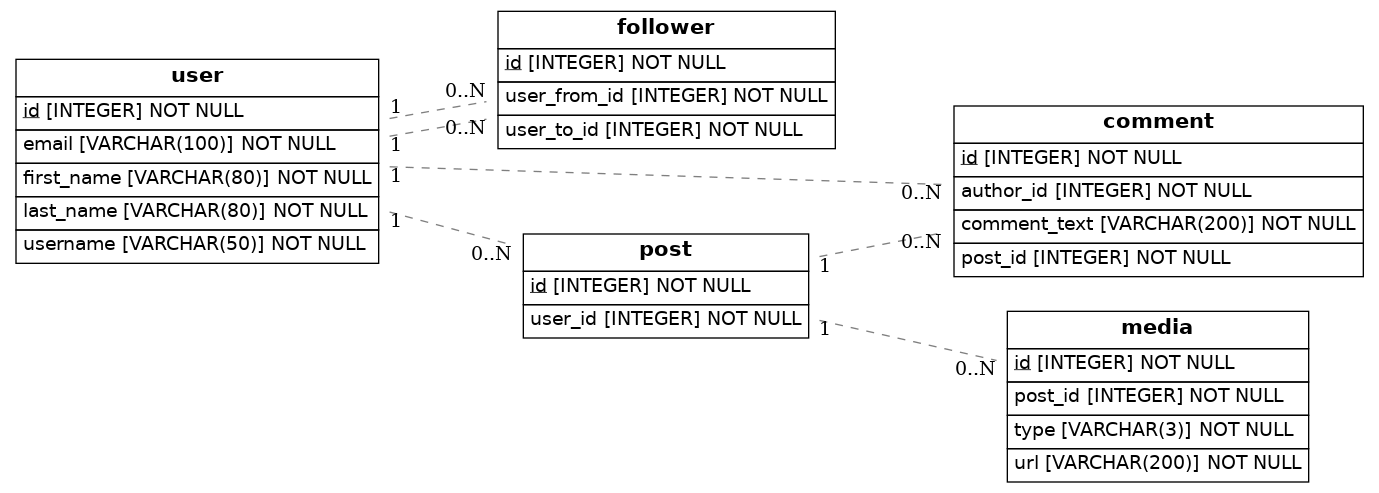 user
id [INTEGER] NOT NULL
email [VARCHAR(100)] NOT NULL
first_name [VARCHAR(80)] NOT NULL
last_name [VARCHAR(80)] NOT NULL
username [VARCHAR(50)] NOT NULL
1
0..N
1
0..N
1
0..N
1
0..N
follower
id [INTEGER] NOT NULL
user_from_id [INTEGER] NOT NULL
user_to_id [INTEGER] NOT NULL
post
id [INTEGER] NOT NULL
user_id [INTEGER] NOT NULL
1
0..N
1
0..N
comment
id [INTEGER] NOT NULL
author_id [INTEGER] NOT NULL
comment_text [VARCHAR(200)] NOT NULL
post_id [INTEGER] NOT NULL
media
id [INTEGER] NOT NULL
post_id [INTEGER] NOT NULL
type [VARCHAR(3)] NOT NULL
url [VARCHAR(200)] NOT NULL